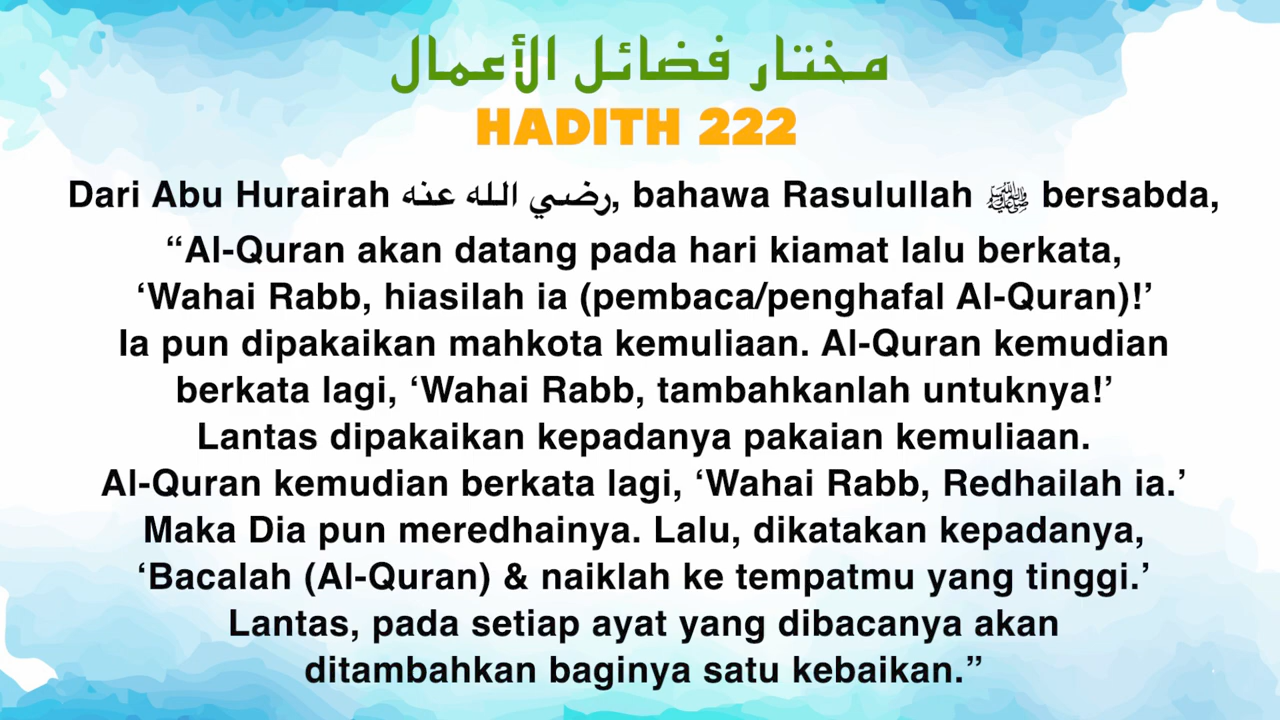 مختار فضائل الأعمال
HADITH 222
Dari Abu Hurairah رضي الله عنه, bahawa Rasulullah ﷺ bersabda,
“Al-Quran akan datang pada hari kiamat lalu berkata,
‘Wahai Rabb, hiasilah ia (pembaca/penghafal Al-Quran)!’
Ia pun dipakaikan mahkota kemuliaan. Al-Quran kemudian
berkata lagi, ‘Wahai Rabb, tambahkanlah untuknya!’
Lantas dipakaikan kepadanya pakaian kemuliaan.
Al-Quran kemudian berkata lagi, ‘Wahai Rabb, Redhailah ia.’
Maka Dia pun meredhainya. Lalu, dikatakan kepadanya,
‘Bacalah (Al-Quran) & naiklah ke tempatmu yang tinggi.’
Lantas, pada setiap ayat yang dibacanya akan
ditambahkan baginya satu kebaikan.”